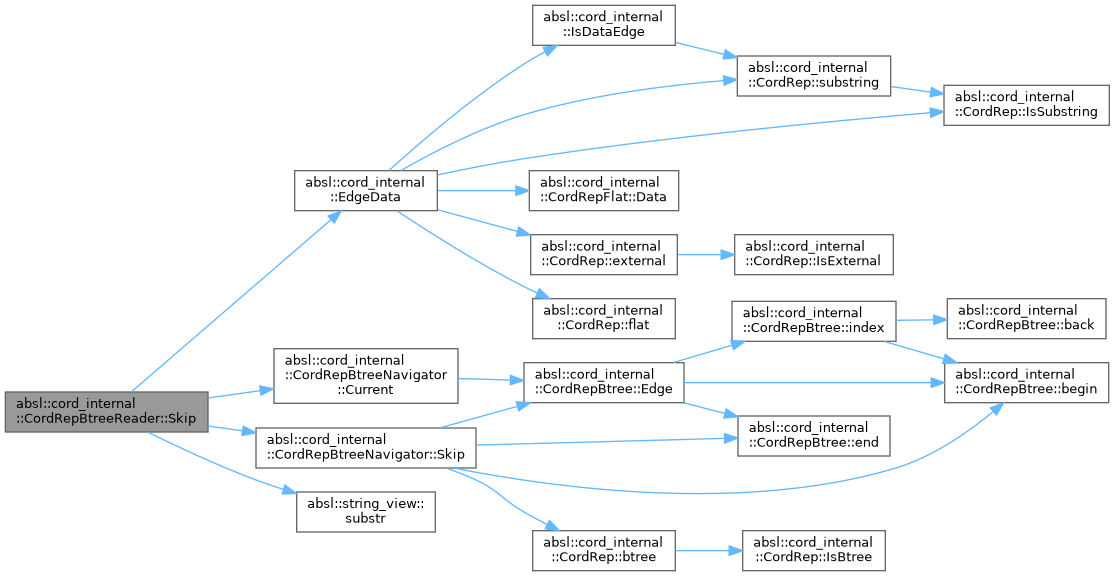 absl::cord_internal
::IsDataEdge
absl::cord_internal
::CordRep::substring
absl::cord_internal
::CordRep::IsSubstring
absl::cord_internal
::EdgeData
absl::cord_internal
::CordRepFlat::Data
absl::cord_internal
::CordRep::external
absl::cord_internal
::CordRep::IsExternal
absl::cord_internal
::CordRep::flat
absl::cord_internal
::CordRepBtree::index
absl::cord_internal
::CordRepBtree::back
absl::cord_internal
::CordRepBtreeNavigator
::Current
absl::cord_internal
::CordRepBtree::Edge
absl::cord_internal
::CordRepBtree::begin
absl::cord_internal
::CordRepBtreeReader::Skip
absl::cord_internal
::CordRepBtreeNavigator::Skip
absl::cord_internal
::CordRepBtree::end
absl::string_view::
substr
absl::cord_internal
::CordRep::btree
absl::cord_internal
::CordRep::IsBtree